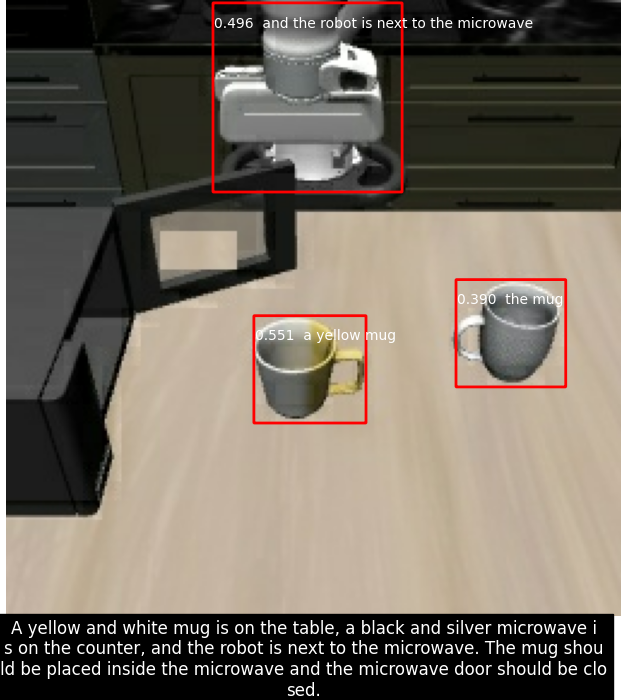 0.496 and the robot is next to the microwave
0.390 the mug
0.551 a yellow mug
A yellow and white mug is on the table, a black and silver microwave i
s on the counter, and the robot is next to the microwave. The mug shou
ld be placed inside the microwave and the microwave door should be clo
sed.